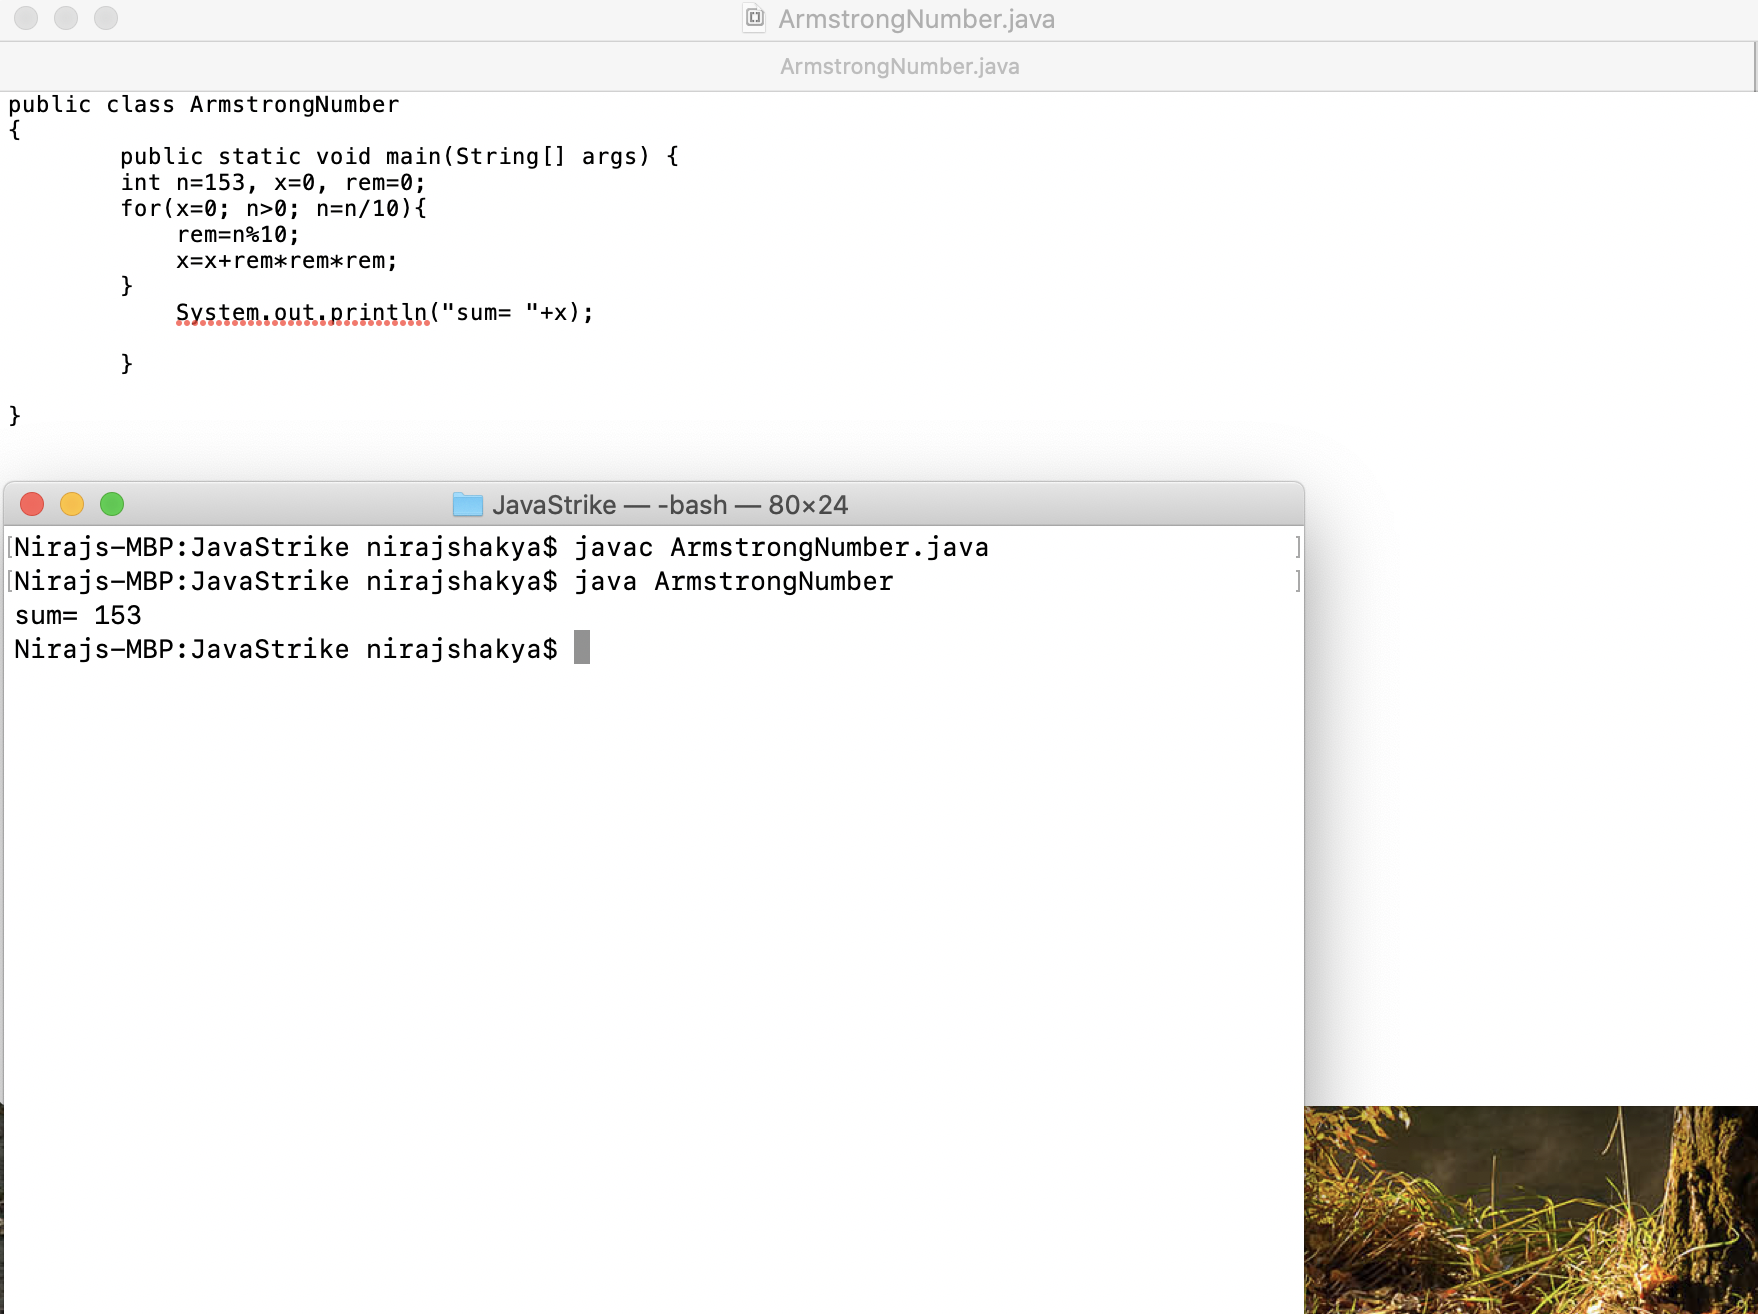 ArmstrongNumber.java
ArmstrongNumber.java
public class ArmstrongNumber
{
public static void main(String[] args) {
int n=153, x=0, rem=0;
for(x=0; n>0; n=n/10){
rem=n%10;
x=x+rem*rem*rem;
}
System.out.println("sum= "+x);
}
}
JavaStrike — -bash — 80×24
[Nirajs-MBP:JavaStrike nirajshakya$ javac ArmstrongNumber.java ]
[Nirajs-MBP:JavaStrike nirajshakya$ java ArmstrongNumber ]
sum= 153
Nirajs-MBP:JavaStrike nirajshakya$